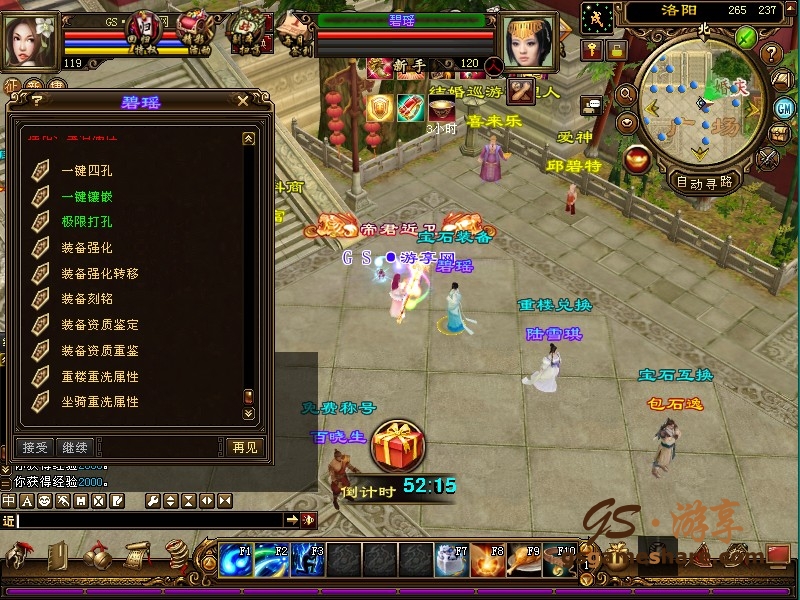 GS
碧瑶
洛阳 265 237
北
119
新手
120
碧瑶
一键四孔
一键镶嵌
极限打孔
装备强化
装备强化转移
装备刻铭
装备资质鉴定
装备资质重鉴
重楼重洗属性
坐骑重洗属性
接受 继续 再见
结婚巡游
3小时
喜来乐
爱神
邱碧特
广场
GM
自动寻路
帝君近卫
宝石装备
GS●游享网
碧瑶
重楼兑换
陆雪琪
宝石互换
包石逸
免费称号
百晓生
倒计时 52:15
你获得经验2000。
你获得经验2000。
中 A
近
F1 F2 F3 F7 F8 F9 F10
GS·游享